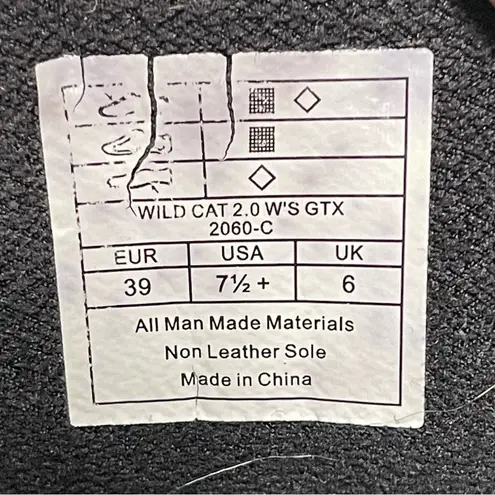 WILD CAT 2.0 W'S GTX
2060-C
EUR USA UK
39 7½ + 6
All Man Made Materials
Non Leather Sole
Made in China